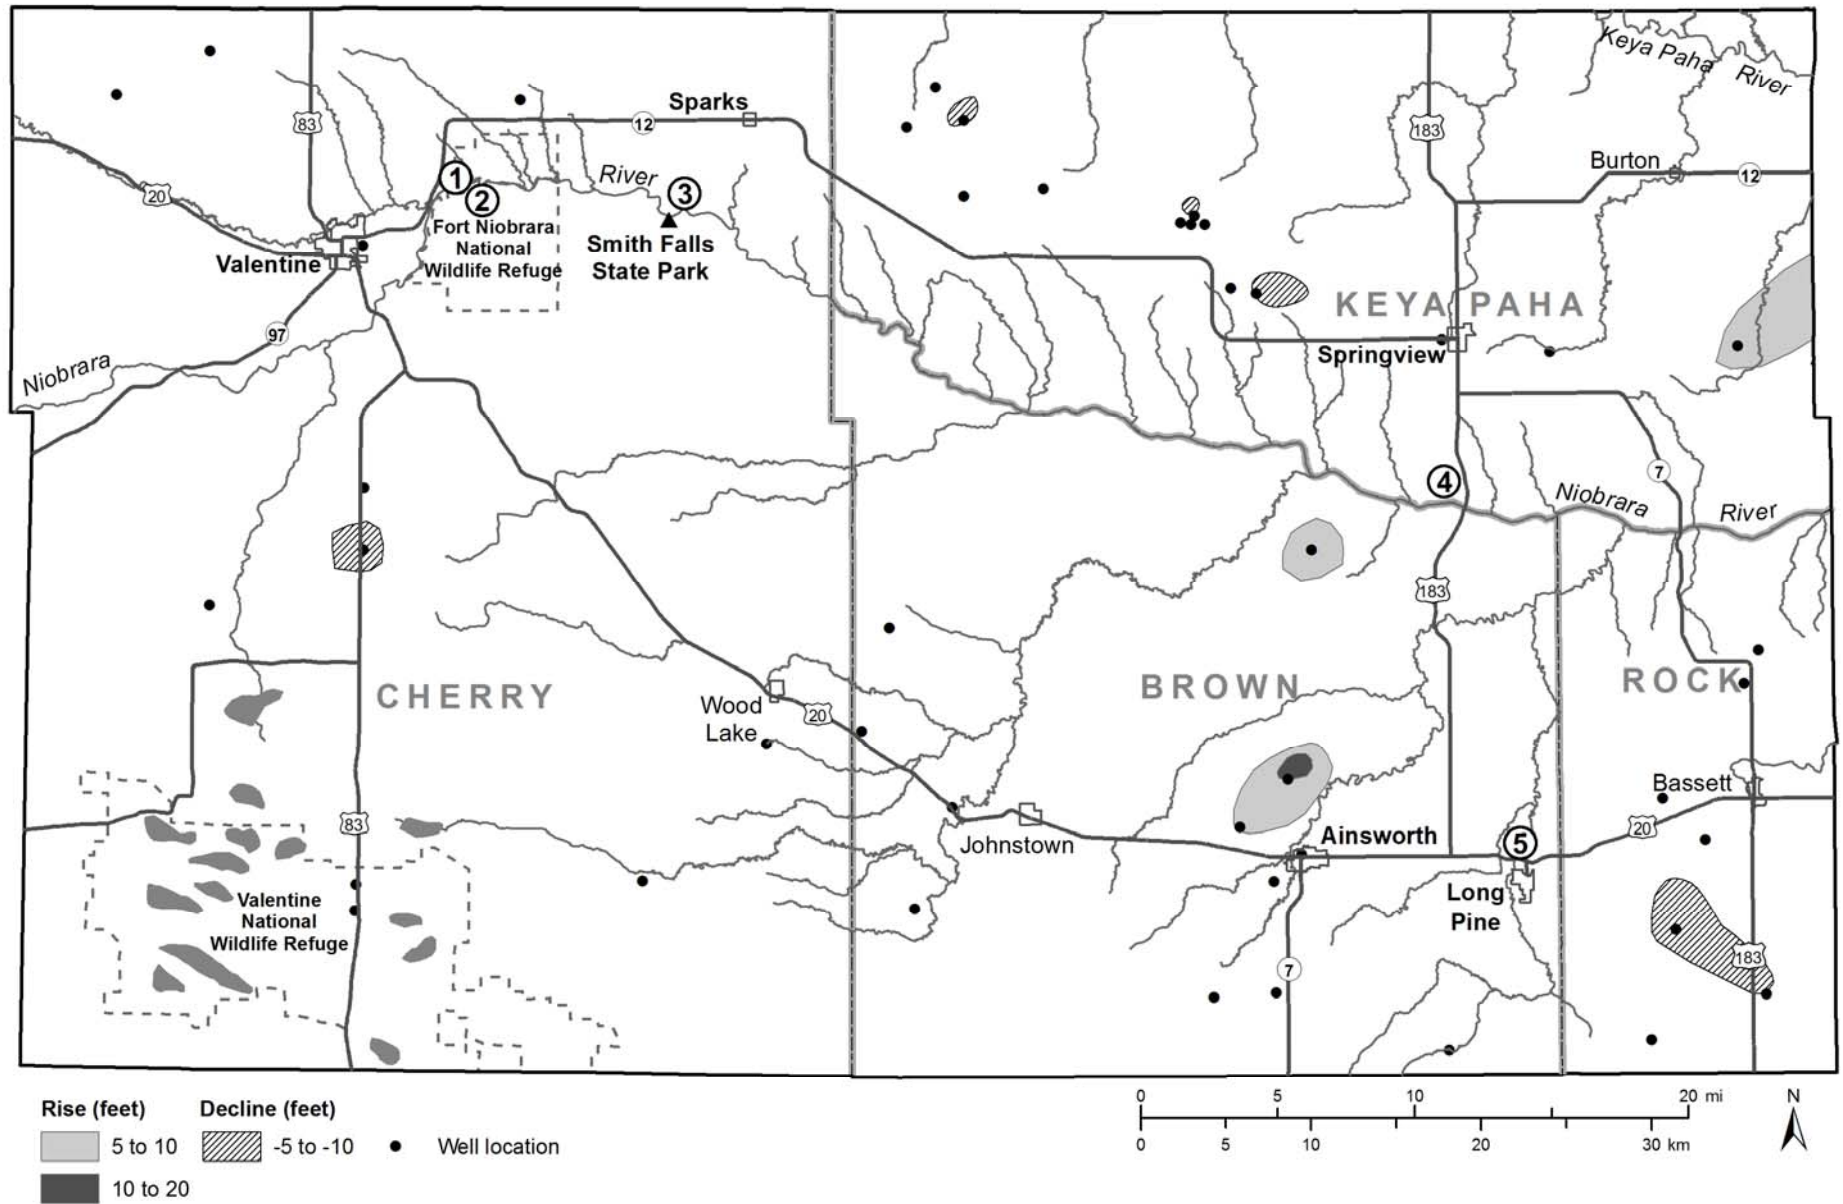 Keya Paha River
Sparks
83
12
183
Burton
12
20
River
1
2
3
Fort Niobrara
National
Wildlife Refuge
Smith Falls
State Park
Valentine
97
KEYA PAHA
Springview
Niobrara
4
7
Niobrara River
183
CHERRY
BROWN
ROCK
Wood
Lake
20
Bassett
83
Johnstown
Ainsworth
5
20
Long
Pine
Valentine
National
Wildlife Refuge
7
183
Rise (feet)
5 to 10
10 to 20
Decline (feet)
-5 to -10
Well location
0 5 10 20 mi
0 5 10 20 30 km
N